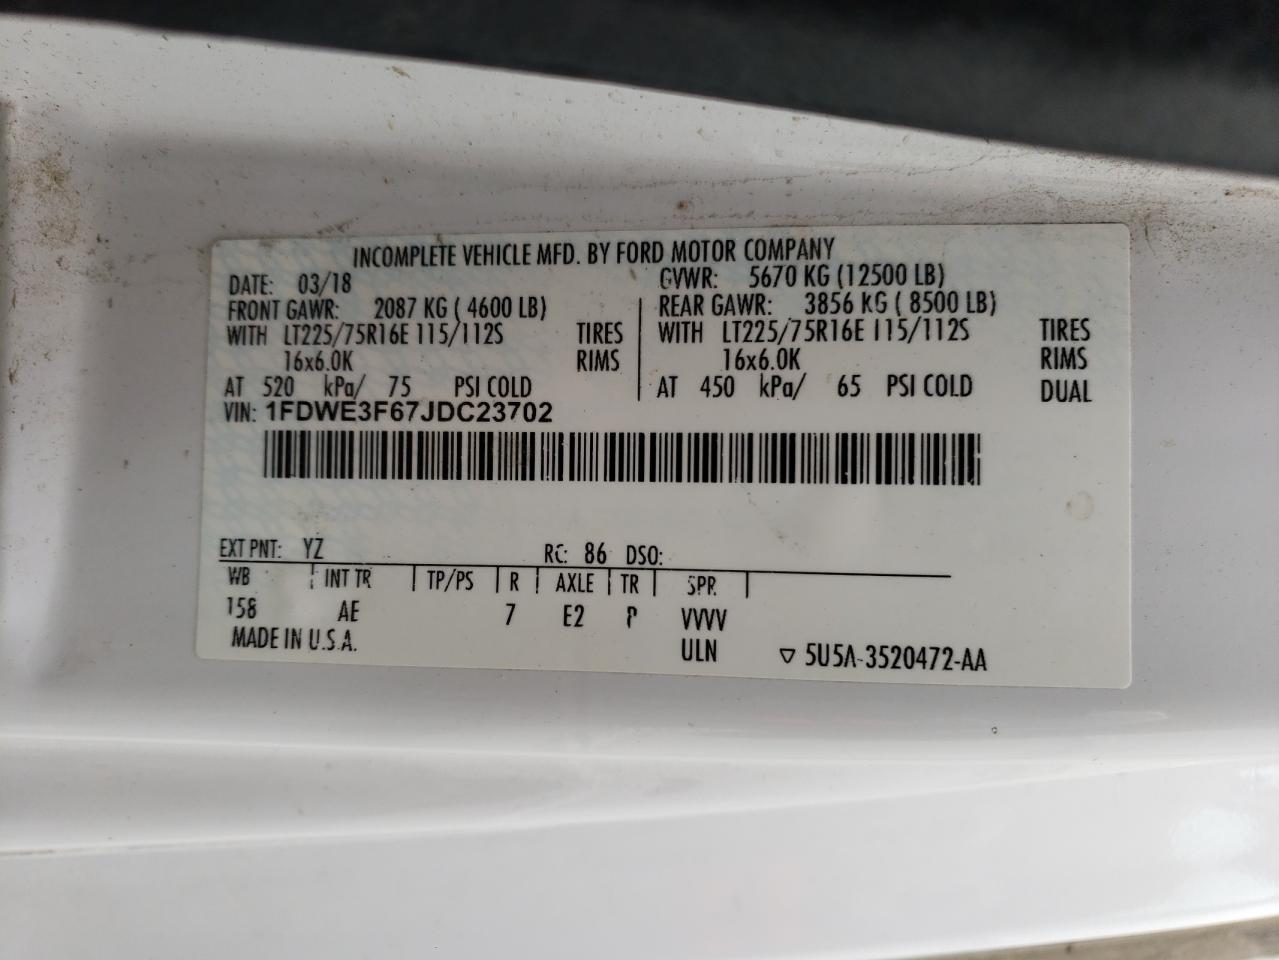 INCOMPLETE VEHICLE MFD. BY FORD MOTOR COMPANY
DATE: 03/18 GVWR: 5670 KG (12500 LB)
FRONT GAWR: 2087 KG ( 4600 LB) REAR GAWR: 3856 KG ( 8500 LB)
WITH LT225/75R16E 115/112S TIRES WITH LT225/75R16E 115/112S TIRES
16x6.0K RIMS 16x6.0K RIMS
AT 520 kPa/ 75 PSI COLD AT 450 kPa/ 65 PSI COLD DUAL
VIN: 1FDWE3F67JDC23702
EXT PNT: YZ RC: 86 DSO:
WB INT TR TP/PS R AXLE TR SPR
158 AE 7 E2 P VVVV
MADE IN U.S.A. ULN ▽ 5U5A-3520472-AA